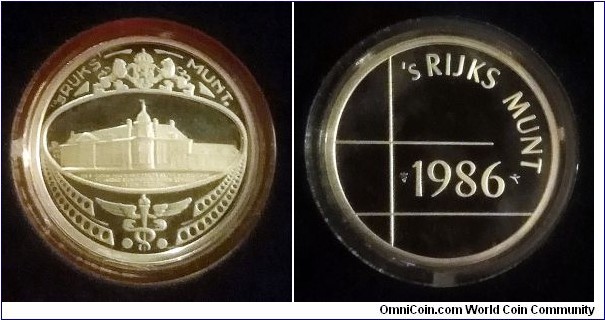 'S RIJKS MUNT.
'S RIJKS MUNT
1986
OmniCoin.com World Coin Community